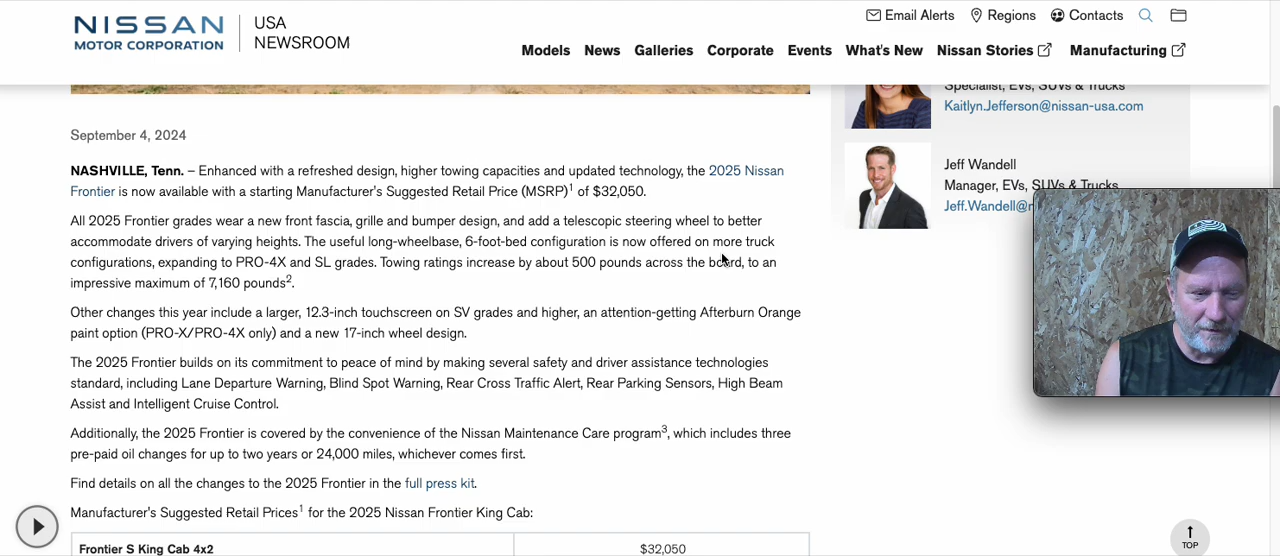 NISSAN
MOTOR CORPORATION
USA
NEWSROOM
Email Alerts
Regions
Contacts
Models
News
Galleries
Corporate
Events
What's New
Nissan Stories
Manufacturing
September 4, 2024
NASHVILLE, Tenn. – Enhanced with a refreshed design, higher towing capacities and updated technology, the 2025 Nissan
Frontier is now available with a starting Manufacturer's Suggested Retail Price (MSRP)1 of $32,050.
All 2025 Frontier grades wear a new front fascia, grille and bumper design, and add a telescopic steering wheel to better
accommodate drivers of varying heights. The useful long-wheelbase, 6-foot-bed configuration is now offered on more truck
configurations, expanding to PRO-4X and SL grades. Towing ratings increase by about 500 pounds across the board, to an
impressive maximum of 7,160 pounds2.
Other changes this year include a larger, 12.3-inch touchscreen on SV grades and higher, an attention-getting Afterburn Orange
paint option (PRO-X/PRO-4X only) and a new 17-inch wheel design.
The 2025 Frontier builds on its commitment to peace of mind by making several safety and driver assistance technologies
standard, including Lane Departure Warning, Blind Spot Warning, Rear Cross Traffic Alert, Rear Parking Sensors, High Beam
Assist and Intelligent Cruise Control.
Additionally, the 2025 Frontier is covered by the convenience of the Nissan Maintenance Care program3, which includes three
pre-paid oil changes for up to two years or 24,000 miles, whichever comes first.
Find details on all the changes to the 2025 Frontier in the full press kit.
Manufacturer's Suggested Retail Prices1 for the 2025 Nissan Frontier King Cab:
Frontier S King Cab 4x2
$32,050
Specialist, EVs, SUVs & Trucks
Kaitlyn.Jefferson@nissan-usa.com
Jeff Wandell
Manager, EVs, SUVs & Trucks
TOP